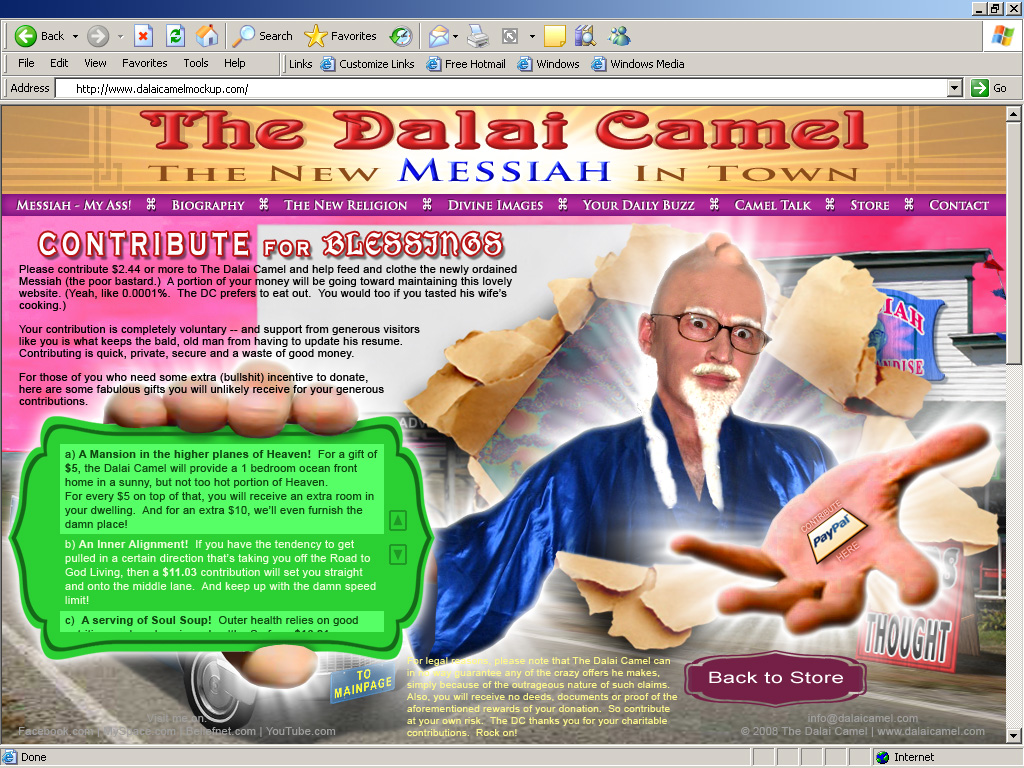 Back
Search
Favorites
File Edit View Favorites Tools Help
Links Customize Links Free Hotmail Windows Windows Media
Address http://www.dalaicamelmockup.com/ Go
The Dalai Camel
The New Messiah In Town
Messiah - My Ass! ⌘ Biography ⌘ The New Religion ⌘ Divine Images ⌘ Your Daily Buzz ⌘ Camel Talk ⌘ Store ⌘ Contact
CONTRIBUTE FOR BLESSINGS
Please contribute $2.44 or more to The Dalai Camel and help feed and clothe the newly ordained
Messiah (the poor bastard.)  A portion of your money will be going toward maintaining this lovely
website. (Yeah, like 0.0001%.  The DC prefers to eat out.  You would too if you tasted his wife's
cooking.)
Your contribution is completely voluntary -- and support from generous visitors
like you is what keeps the bald, old man from having to update his resume.
Contributing is quick, private, secure and a waste of good money.
For those of you who need some extra (bullshit) incentive to donate,
here are some fabulous gifts you will unlikely receive for your generous
contributions.
a) A Mansion in the higher planes of Heaven!  For a gift of
$5, the Dalai Camel will provide a 1 bedroom ocean front
home in a sunny, but not too hot portion of Heaven.
For every $5 on top of that, you will receive an extra room in
your dwelling.  And for an extra $10, we'll even furnish the
damn place!
b) An Inner Alignment!  If you have the tendency to get
pulled in a certain direction that's taking you off the Road to
God Living, then a $11.03 contribution will set you straight
and onto the middle lane.  And keep up with the damn speed
limit!
c)  A serving of Soul Soup!  Outer health relies on good
CONTRIBUTE
PayPal
HERE
THOUGHT
TO
MAINPAGE
For legal please note that The Dalai Camel can
in no way guarantee any of the crazy offers he makes,
simply because of the outrageous nature of such claims.
Also, you will receive no deeds, documents or proof of the
aforementioned rewards of your donation.  So contribute
at your own risk.  The DC thanks you for your charitable
contributions.  Rock on!
Back to Store
me on:
Facebook.com | MySpace.com | | YouTube.com
info@dalaicamel.com
© 2008 The Dalai Camel | www.dalaicamel.com
Done Internet